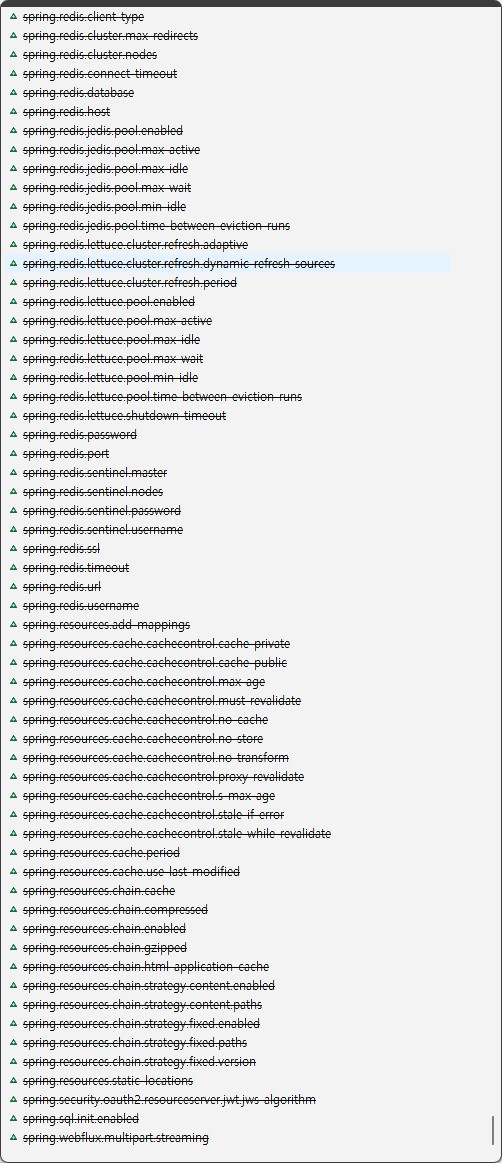 spring.redis.client-type
spring.redis.cluster.max-redirects
spring.redis.cluster.nodes
spring.redis.connect-timeout
spring.redis.database
spring.redis.host
spring.redis.jedis.pool.enabled
spring.redis.jedis.pool.max-active
spring.redis.jedis.pool.max-idle
spring.redis.jedis.pool.max-wait
spring.redis.jedis.pool.min-idle
spring.redis.jedis.pool.time-between-eviction-runs
spring.redis.lettuce.cluster.refresh.adaptive
spring.redis.lettuce.cluster.refresh.dynamic-refresh-sources
spring.redis.lettuce.cluster.refresh.period
spring.redis.lettuce.pool.enabled
spring.redis.lettuce.pool.max-active
spring.redis.lettuce.pool.max-idle
spring.redis.lettuce.pool.max-wait
spring.redis.lettuce.pool.min-idle
spring.redis.lettuce.pool.time-between-eviction-runs
spring.redis.lettuce.shutdown-timeout
spring.redis.password
spring.redis.port
spring.redis.sentinel.master
spring.redis.sentinel.nodes
spring.redis.sentinel.password
spring.redis.sentinel.username
spring.redis.ssl
spring.redis.timeout
spring.redis.url
spring.redis.username
spring.resources.add-mappings
spring.resources.cache.cachecontrol.cache-private
spring.resources.cache.cachecontrol.cache-public
spring.resources.cache.cachecontrol.max-age
spring.resources.cache.cachecontrol.must-revalidate
spring.resources.cache.cachecontrol.no-cache
spring.resources.cache.cachecontrol.no-store
spring.resources.cache.cachecontrol.no-transform
spring.resources.cache.cachecontrol.proxy-revalidate
spring.resources.cache.cachecontrol.s-max-age
spring.resources.cache.cachecontrol.stale-if-error
spring.resources.cache.cachecontrol.stale-while-revalidate
spring.resources.cache.period
spring.resources.cache.use-last-modified
spring.resources.chain.cache
spring.resources.chain.compressed
spring.resources.chain.enabled
spring.resources.chain.gzipped
spring.resources.chain.html-application-cache
spring.resources.chain.strategy.content.enabled
spring.resources.chain.strategy.content.paths
spring.resources.chain.strategy.fixed.enabled
spring.resources.chain.strategy.fixed.paths
spring.resources.chain.strategy.fixed.version
spring.resources.static-locations
spring.security.oauth2.resourceserver.jwt.jws-algorithm
spring.sql.init.enabled
spring.webflux.multipart.streaming